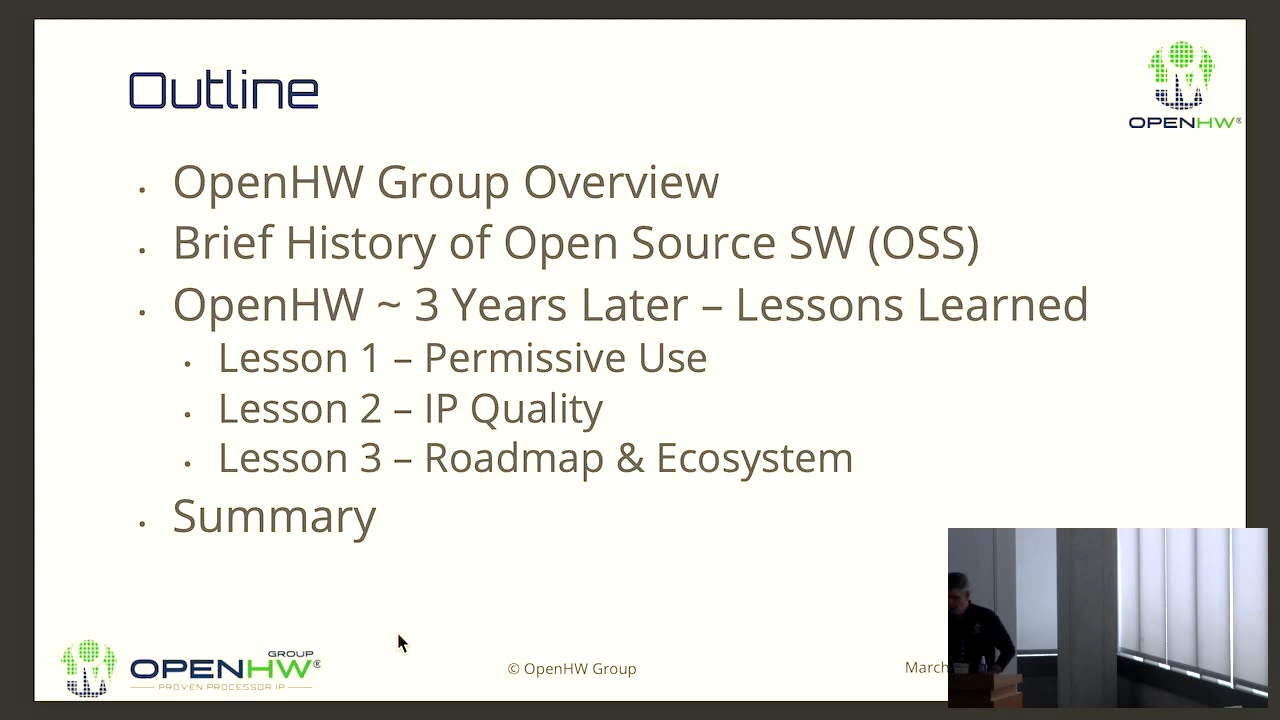 Outline
OPENHW®
• OpenHW Group Overview
• Brief History of Open Source SW (OSS)
• OpenHW ~ 3 Years Later – Lessons Learned
• Lesson 1 – Permissive Use
• Lesson 2 – IP Quality
• Lesson 3 – Roadmap & Ecosystem
• Summary
GROUP
OPENHW®
PROVEN PROCESSOR IP
© OpenHW Group
March